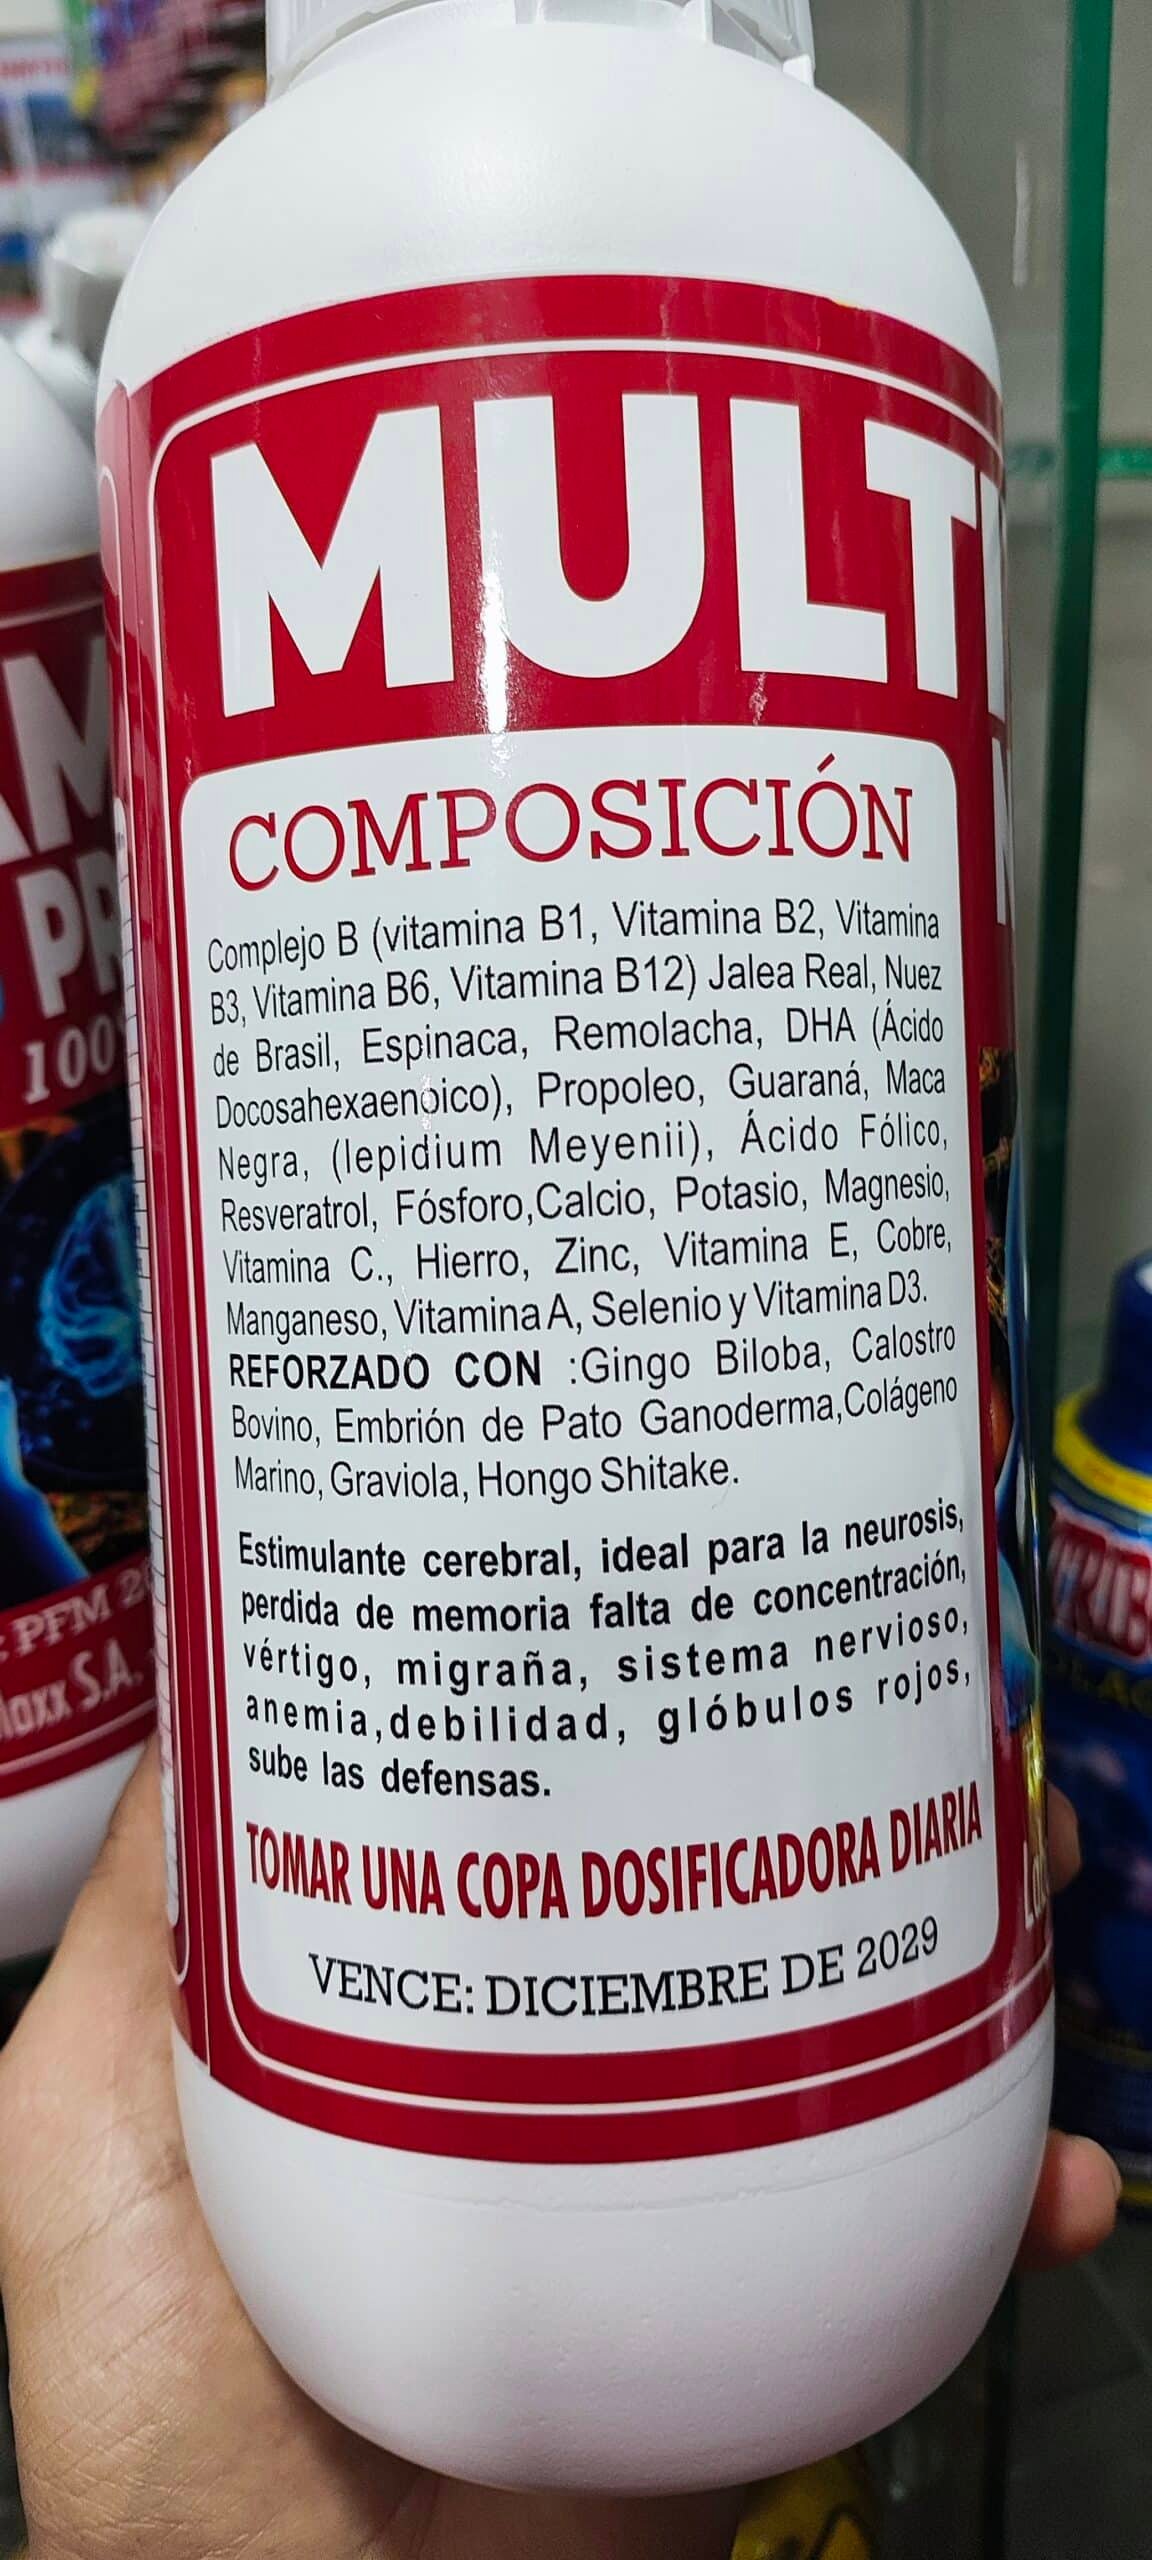 MULTI
COMPOSICIÓN
Complejo B (vitamina B1, Vitamina B2, Vitamina
B3, Vitamina B6, Vitamina B12) Jalea Real, Nuez
de Brasil, Espinaca, Remolacha, DHA (Ácido
Docosahexaenoico), Propoleo, Guaraná, Maca
Negra, (lepidium Meyenii), Ácido Fólico,
Resveratrol, Fósforo,Calcio, Potasio, Magnesio,
Vitamina C., Hierro, Zinc, Vitamina E, Cobre,
Manganeso, Vitamina A, Selenio y Vitamina D3.
REFORZADO CON :Gingo Biloba, Calostro
Bovino, Embrión de Pato Ganoderma,Colágeno
Marino, Graviola, Hongo Shitake.
Estimulante cerebral, ideal para la neurosis,
perdida de memoria falta de concentración,
vértigo, migraña, sistema nervioso,
anemia,debilidad, glóbulos rojos,
sube las defensas.
TOMAR UNA COPA DOSIFICADORA DIARIA
VENCE: DICIEMBRE DE 2029
AM
PR
100
PFM 2
S.A.